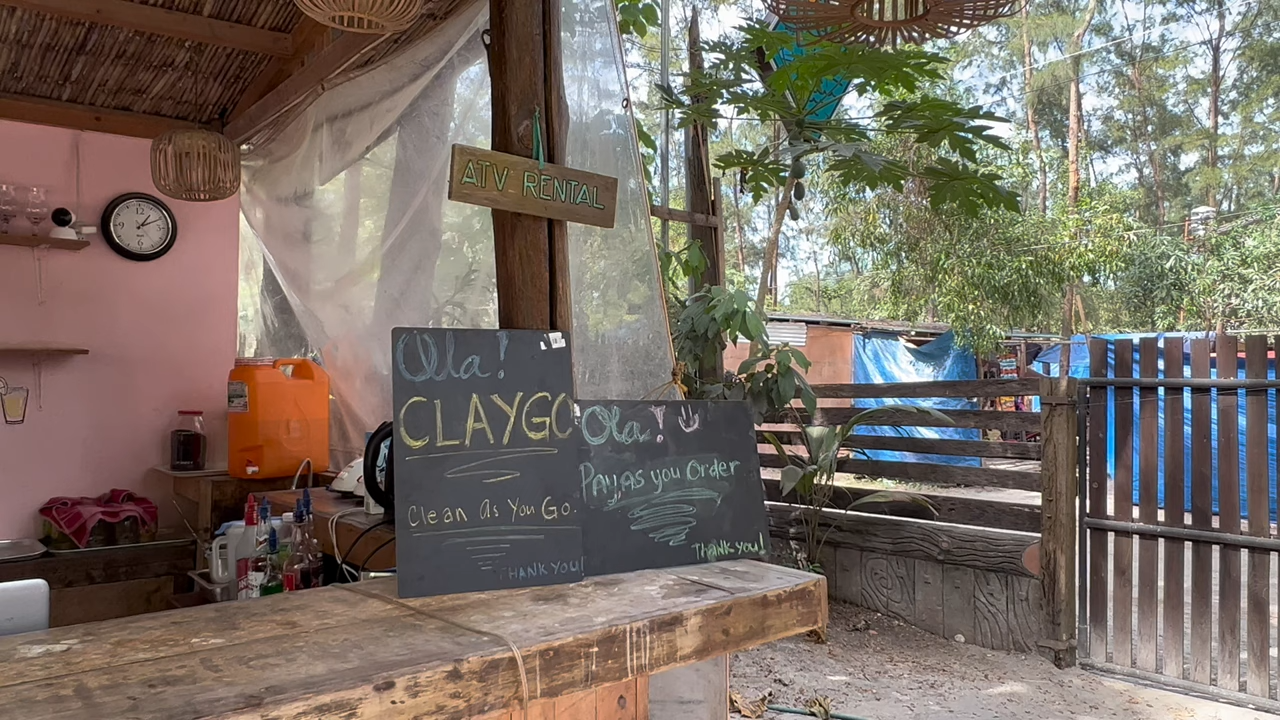 ATV RENTAL
Ola!
CLAYGO
Clean As You Go.
THANK YOU!
Ola!
Pay as you Order
THANK you!